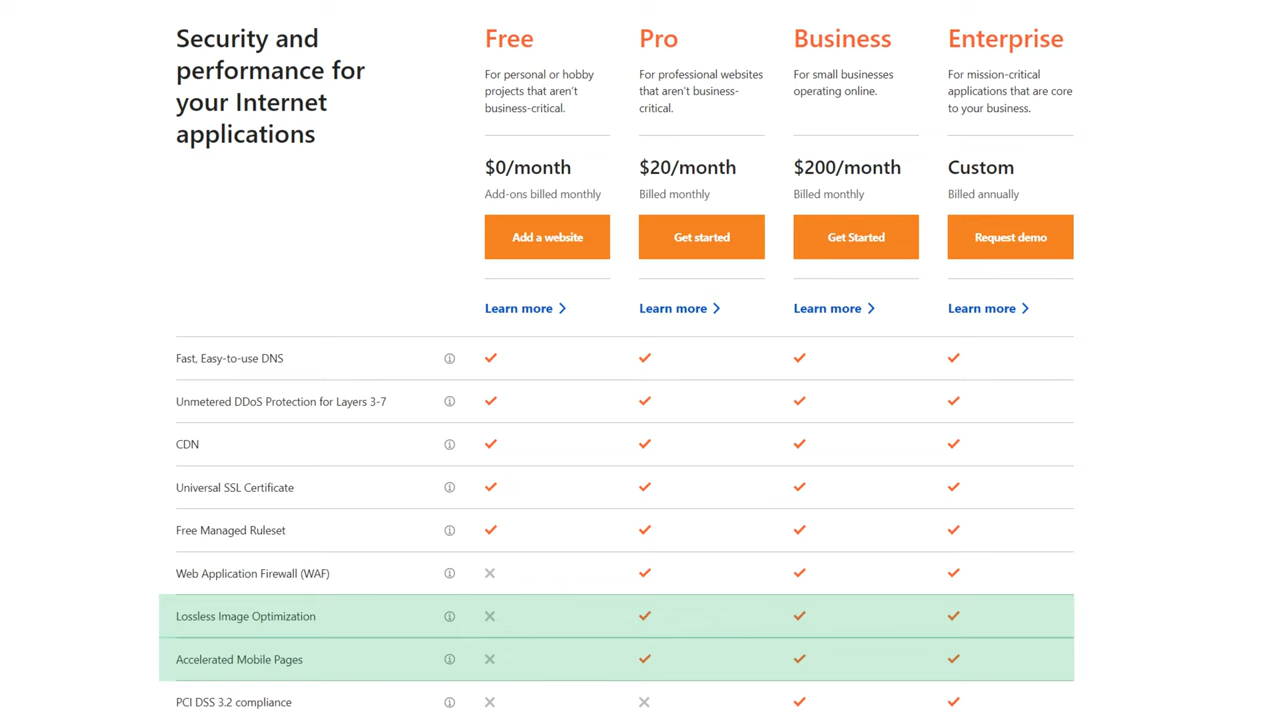 Security and
performance for
your Internet
applications
Free
For personal or hobby
projects that aren't
business-critical.
$0/month
Add-ons billed monthly
Add a website
Learn more
Pro
For professional websites
that aren't business-
critical.
$20/month
Billed monthly
Get started
Learn more
Business
For small businesses
operating online.
$200/month
Billed monthly
Get Started
Learn more
Enterprise
For mission-critical
applications that are core
to your business.
Custom
Billed annually
Request demo
Learn more
Fast, Easy-to-use DNS
Unmetered DDoS Protection for Layers 3-7
CDN
Universal SSL Certificate
Free Managed Ruleset
Web Application Firewall (WAF)
Lossless Image Optimization
Accelerated Mobile Pages
PCI DSS 3.2 compliance